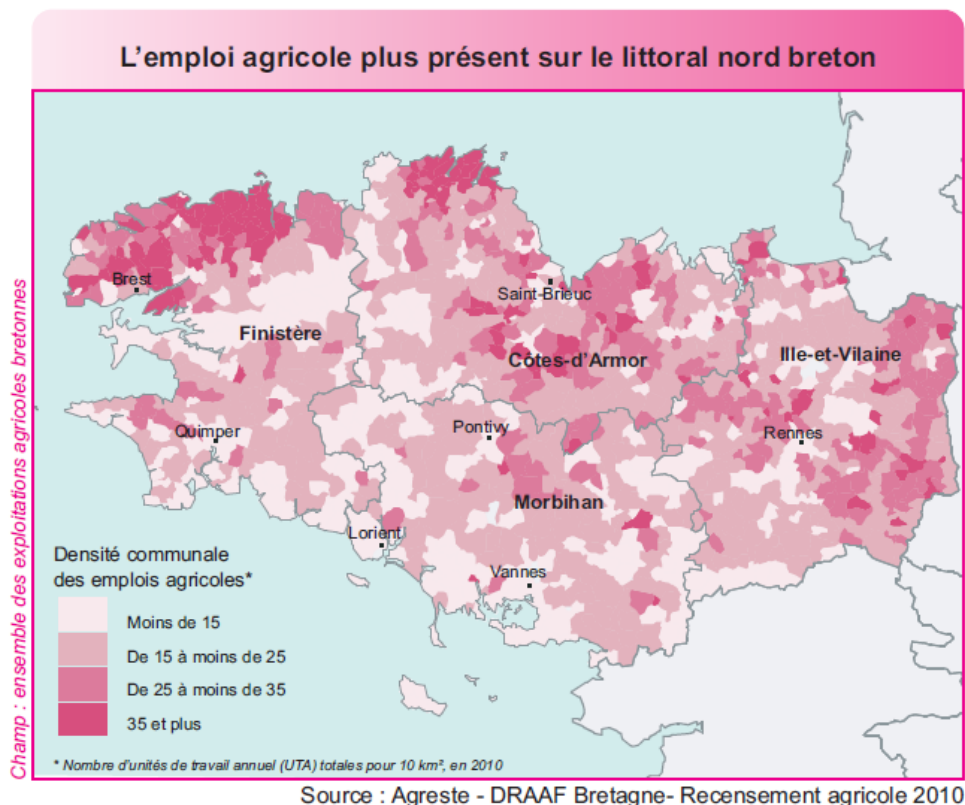 L'emploi agricole plus présent sur le littoral nord breton
Champ : ensemble des exploitations agricoles bretonnes
Brest
Saint-Brieuc
Finistère
Côtes-d'Armor
Ille-et-Vilaine
Quimper
Pontivy
Rennes
Morbihan
Lorient
Vannes
Densité communale
des emplois agricoles*
Moins de 15
De 15 à moins de 25
De 25 à moins de 35
35 et plus
* Nombre d'unités de travail annuel (UTA) totales pour 10 km², en 2010
Source : Agreste - DRAAF Bretagne- Recensement agricole 2010